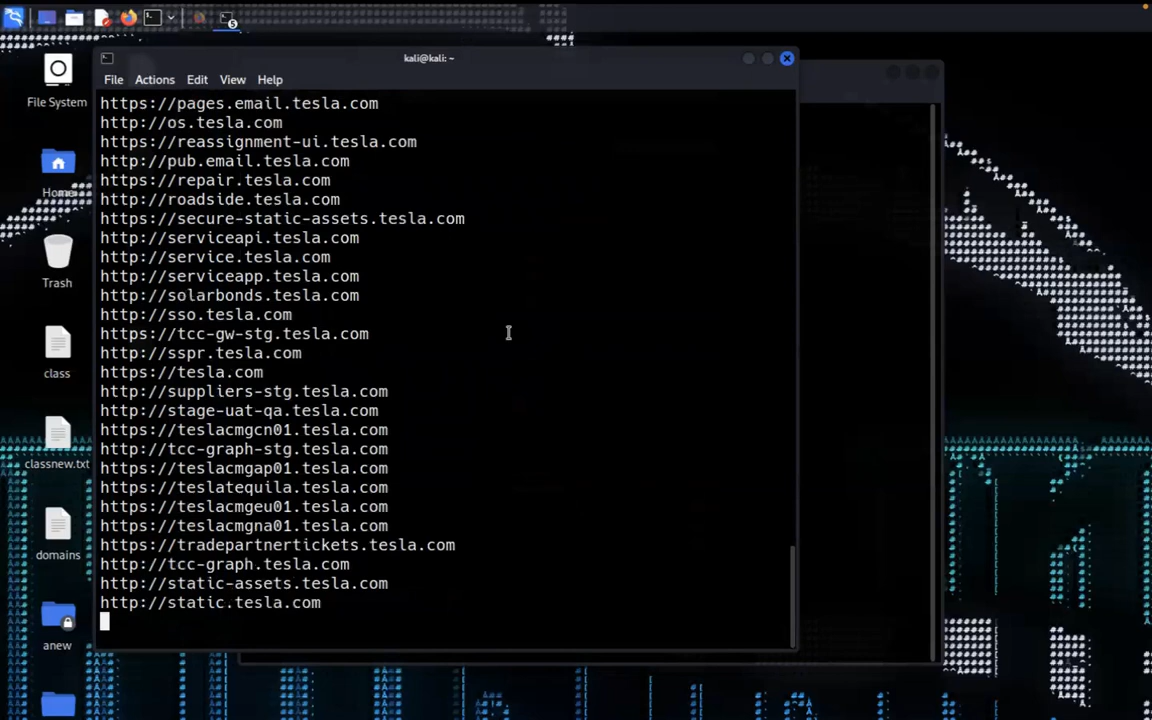 5
kali@kali: ~
File Actions Edit View Help
https://pages.email.tesla.com
http://os.tesla.com
https://reassignment-ui.tesla.com
http://pub.email.tesla.com
https://repair.tesla.com
http://roadside.tesla.com
https://secure-static-assets.tesla.com
http://serviceapi.tesla.com
http://service.tesla.com
http://serviceapp.tesla.com
http://solarbonds.tesla.com
http://sso.tesla.com
https://tcc-gw-stg.tesla.com
http://sspr.tesla.com
https://tesla.com
http://suppliers-stg.tesla.com
http://stage-uat-qa.tesla.com
https://teslacmgcn01.tesla.com
http://tcc-graph-stg.tesla.com
https://teslacmgap01.tesla.com
https://teslatequila.tesla.com
https://teslacmgeu01.tesla.com
https://teslacmgna01.tesla.com
https://tradepartnertickets.tesla.com
http://tcc-graph.tesla.com
http://static-assets.tesla.com
http://static.tesla.com
File System
Home
Trash
class
classnew.txt
domains
anew